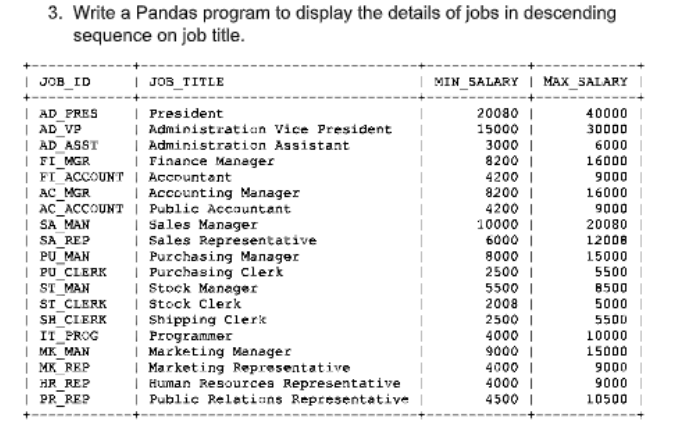 3. Write a Pandas program to display the details of jobs in descending
sequence on job title.
| JOB_ID | JOB_TITLE | MIN_SALARY | MAX_SALARY |
| AD_PRES | President | 20080 | 40000 |
| AD_VP | Administration Vice President | 15000 | 30000 |
| AD_ASST | Administration Assistant | 3000 | 6000 |
| FI_MGR | Finance Manager | 8200 | 16000 |
| FI_ACCOUNT | Accountant | 4200 | 9000 |
| AC_MGR | Accounting Manager | 8200 | 16000 |
| AC_ACCOUNT | Public Accountant | 4200 | 9000 |
| SA_MAN | Sales Manager | 10000 | 20080 |
| SA_REP | Sales Representative | 6000 | 12008 |
| PU_MAN | Purchasing Manager | 8000 | 15000 |
| PU_CLERK | Purchasing Clerk | 2500 | 5500 |
| ST_MAN | Stock Manager | 5500 | 8500 |
| ST_CLERK | Stock Clerk | 2008 | 5000 |
| SH_CLERK | Shipping Clerk | 2500 | 5500 |
| IT_PROG | Programmer | 4000 | 10000 |
| MK_MAN | Marketing Manager | 9000 | 15000 |
| MK_REP | Marketing Representative | 4000 | 9000 |
| HR_REP | Human Resources Representative | 4000 | 9000 |
| PR_REP | Public Relations Representative | 4500 | 10500 |